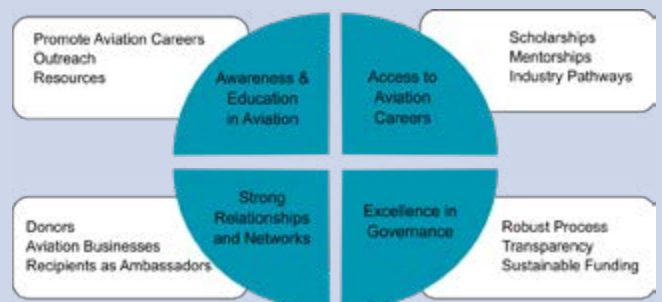 Promote Aviation Careers
Outreach
Resources
Awareness &
Education
in Aviation
Access to
Aviation
Careers
Scholarships
Mentorships
Industry Pathways
Donors
Aviation Businesses
Recipients as Ambassadors
Strong
Relationships
and Networks
Excellence in
Governance
Robust Process
Transparency
Sustainable Funding